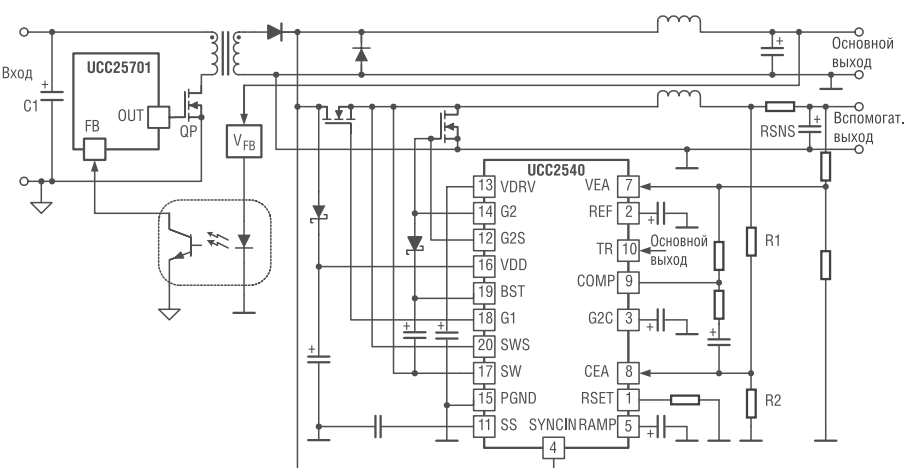 Вход
C1
UCC25701
OUT
FB
QP
VFB
Основной
выход
RSNS
Вспомогат.
выход
UCC2540
13 VDRV
14 G2
12 G2S
16 VDD
19 BST
18 G1
20 SWS
17 SW
15 PGND
11 SS
SYNCIN
4
VEA 7
REF 2
TR 10
Основной
выход
COMP 9
G2C 3
CEA 8
RSET 1
RAMP 5
R1
R2
+
+
+
+
+
+
+
+
+
+